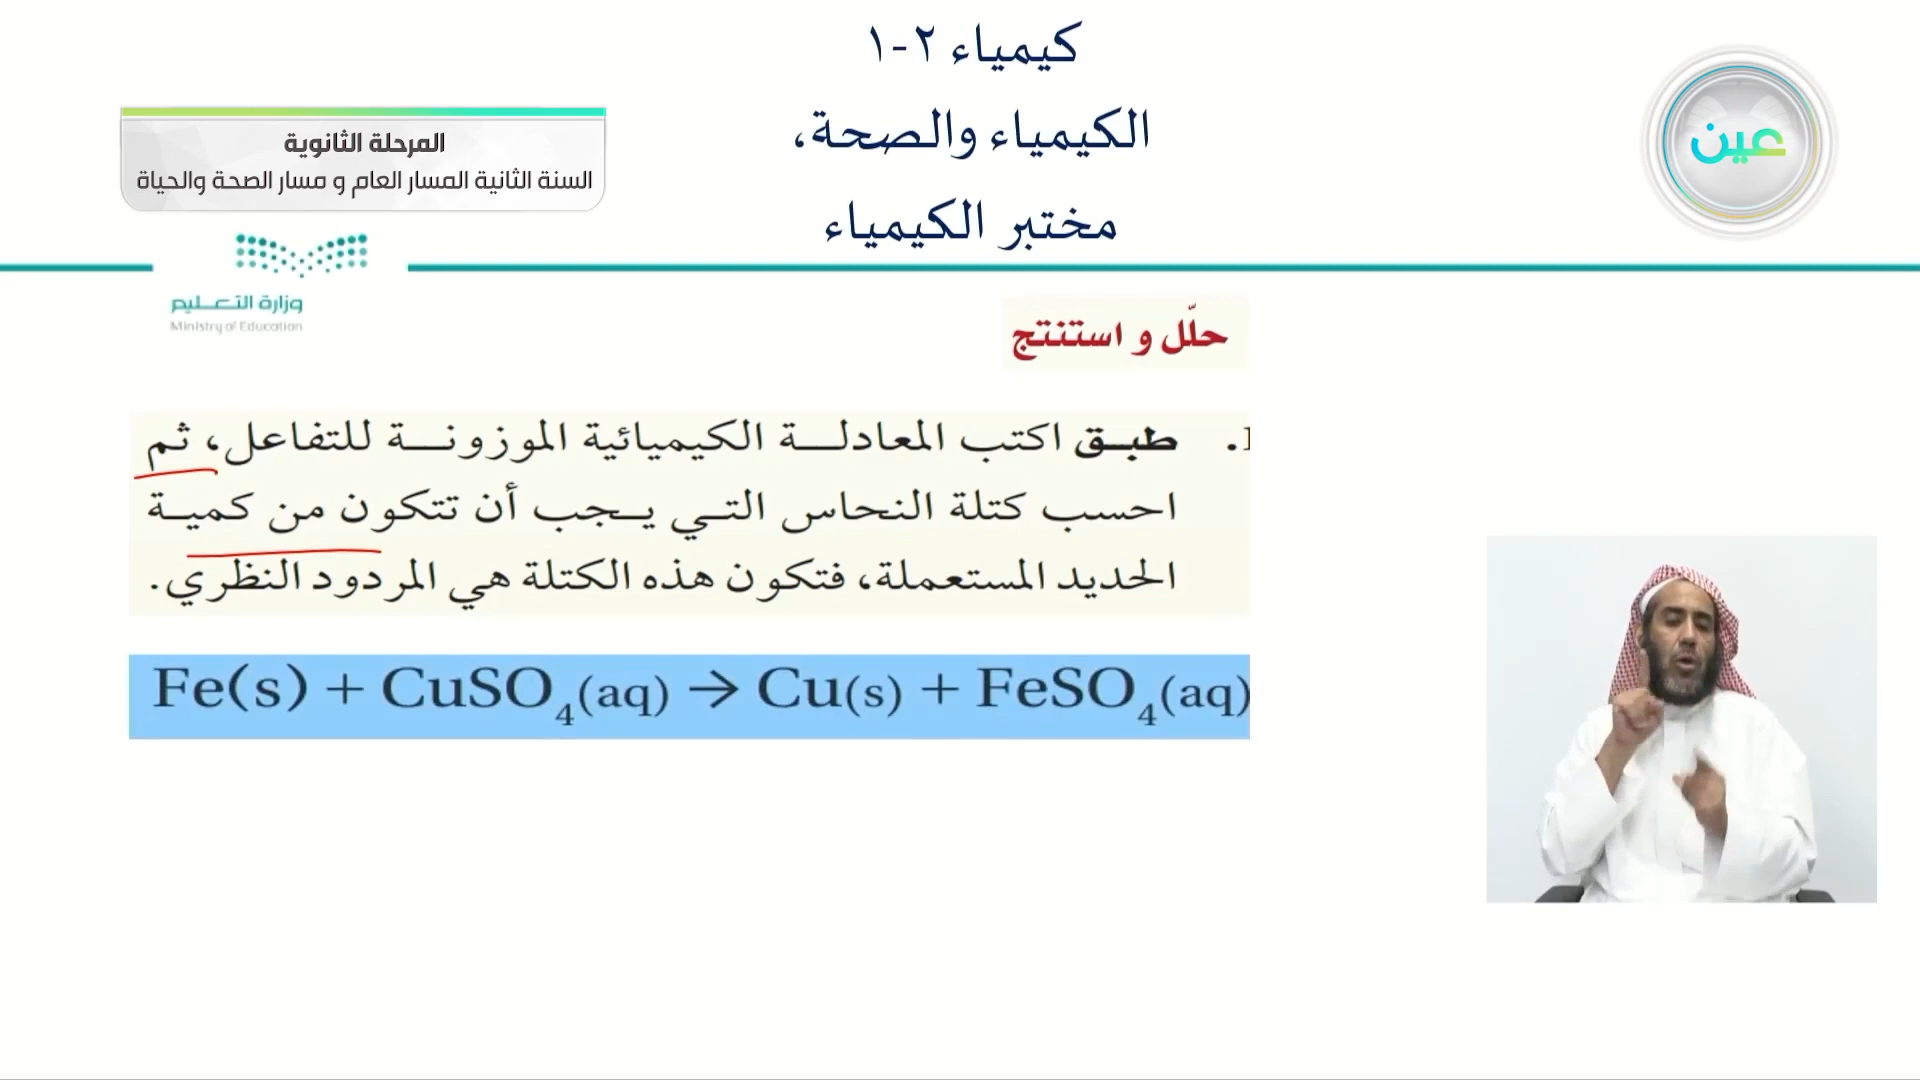 كيمياء ٢-١
الكيمياء والصحة،
مختبر الكيمياء
عين
المرحلة الثانوية
السنة الثانية المسار العام و مسار الصحة والحياة
وزارة التعليم
Ministry of Education
حلّل و استنتج
1. طبق اكتب المعادلة الكيميائية الموزونة للتفاعل، ثم
احسب كتلة النحاس التي يجب أن تتكون من كمية
الحديد المستعملة، فتكون هذه الكتلة هي المردود النظري.
Fe(s) + CuSO₄(aq) → Cu(s) + FeSO₄(aq)